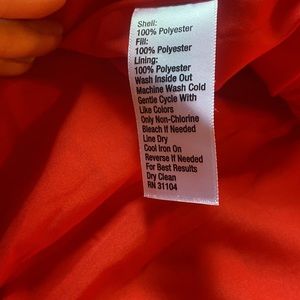 Shell:
100% Polyester
Fill:
100% Polyester
Lining:
100% Polyester
Wash Inside Out
Machine Wash Cold
Gentle Cycle With
Like Colors
Only Non-Chlorine
Bleach If Needed
Line Dry
Cool Iron On
Reverse If Needed
For Best Results
Dry Clean
RN 31104